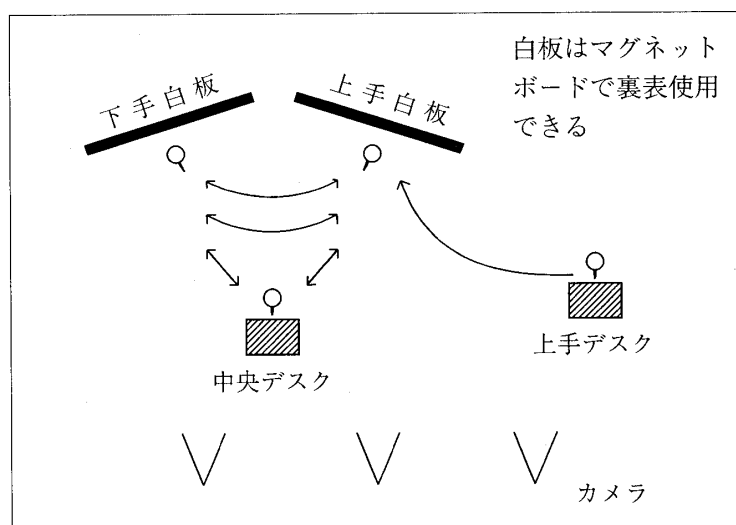 白板はマグネット
ボードで裏表使用
できる
下手白板
上手白板
上手デスク
中央デスク
カメラ